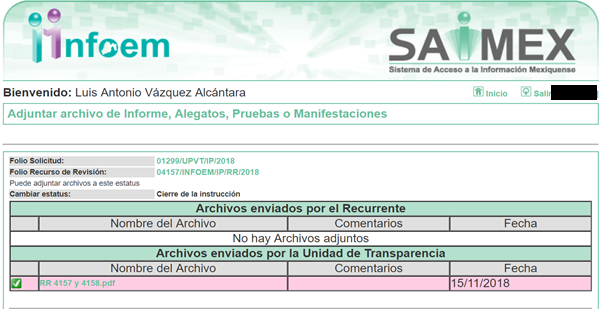 infoem
SAIMEX
Sistema de Acceso a la Información Mexiquense
Bienvenido: Luis Antonio Vázquez Alcántara
Inicio Salir
Adjuntar archivo de Informe, Alegatos, Pruebas o Manifestaciones
Folio Solicitud: 01299/UPVT/IP/2018
Folio Recurso de Revisión: 04157/INFOEM/IP/RR/2018
Puede adjuntar archivos a este estatus
Cambiar estatus: Cierre de la instrucción
Archivos enviados por el Recurrente
Nombre del Archivo Comentarios Fecha
No hay Archivos adjuntos
Archivos enviados por la Unidad de Transparencia
Nombre del Archivo Comentarios Fecha
RR 4157 y 4158.pdf 15/11/2018